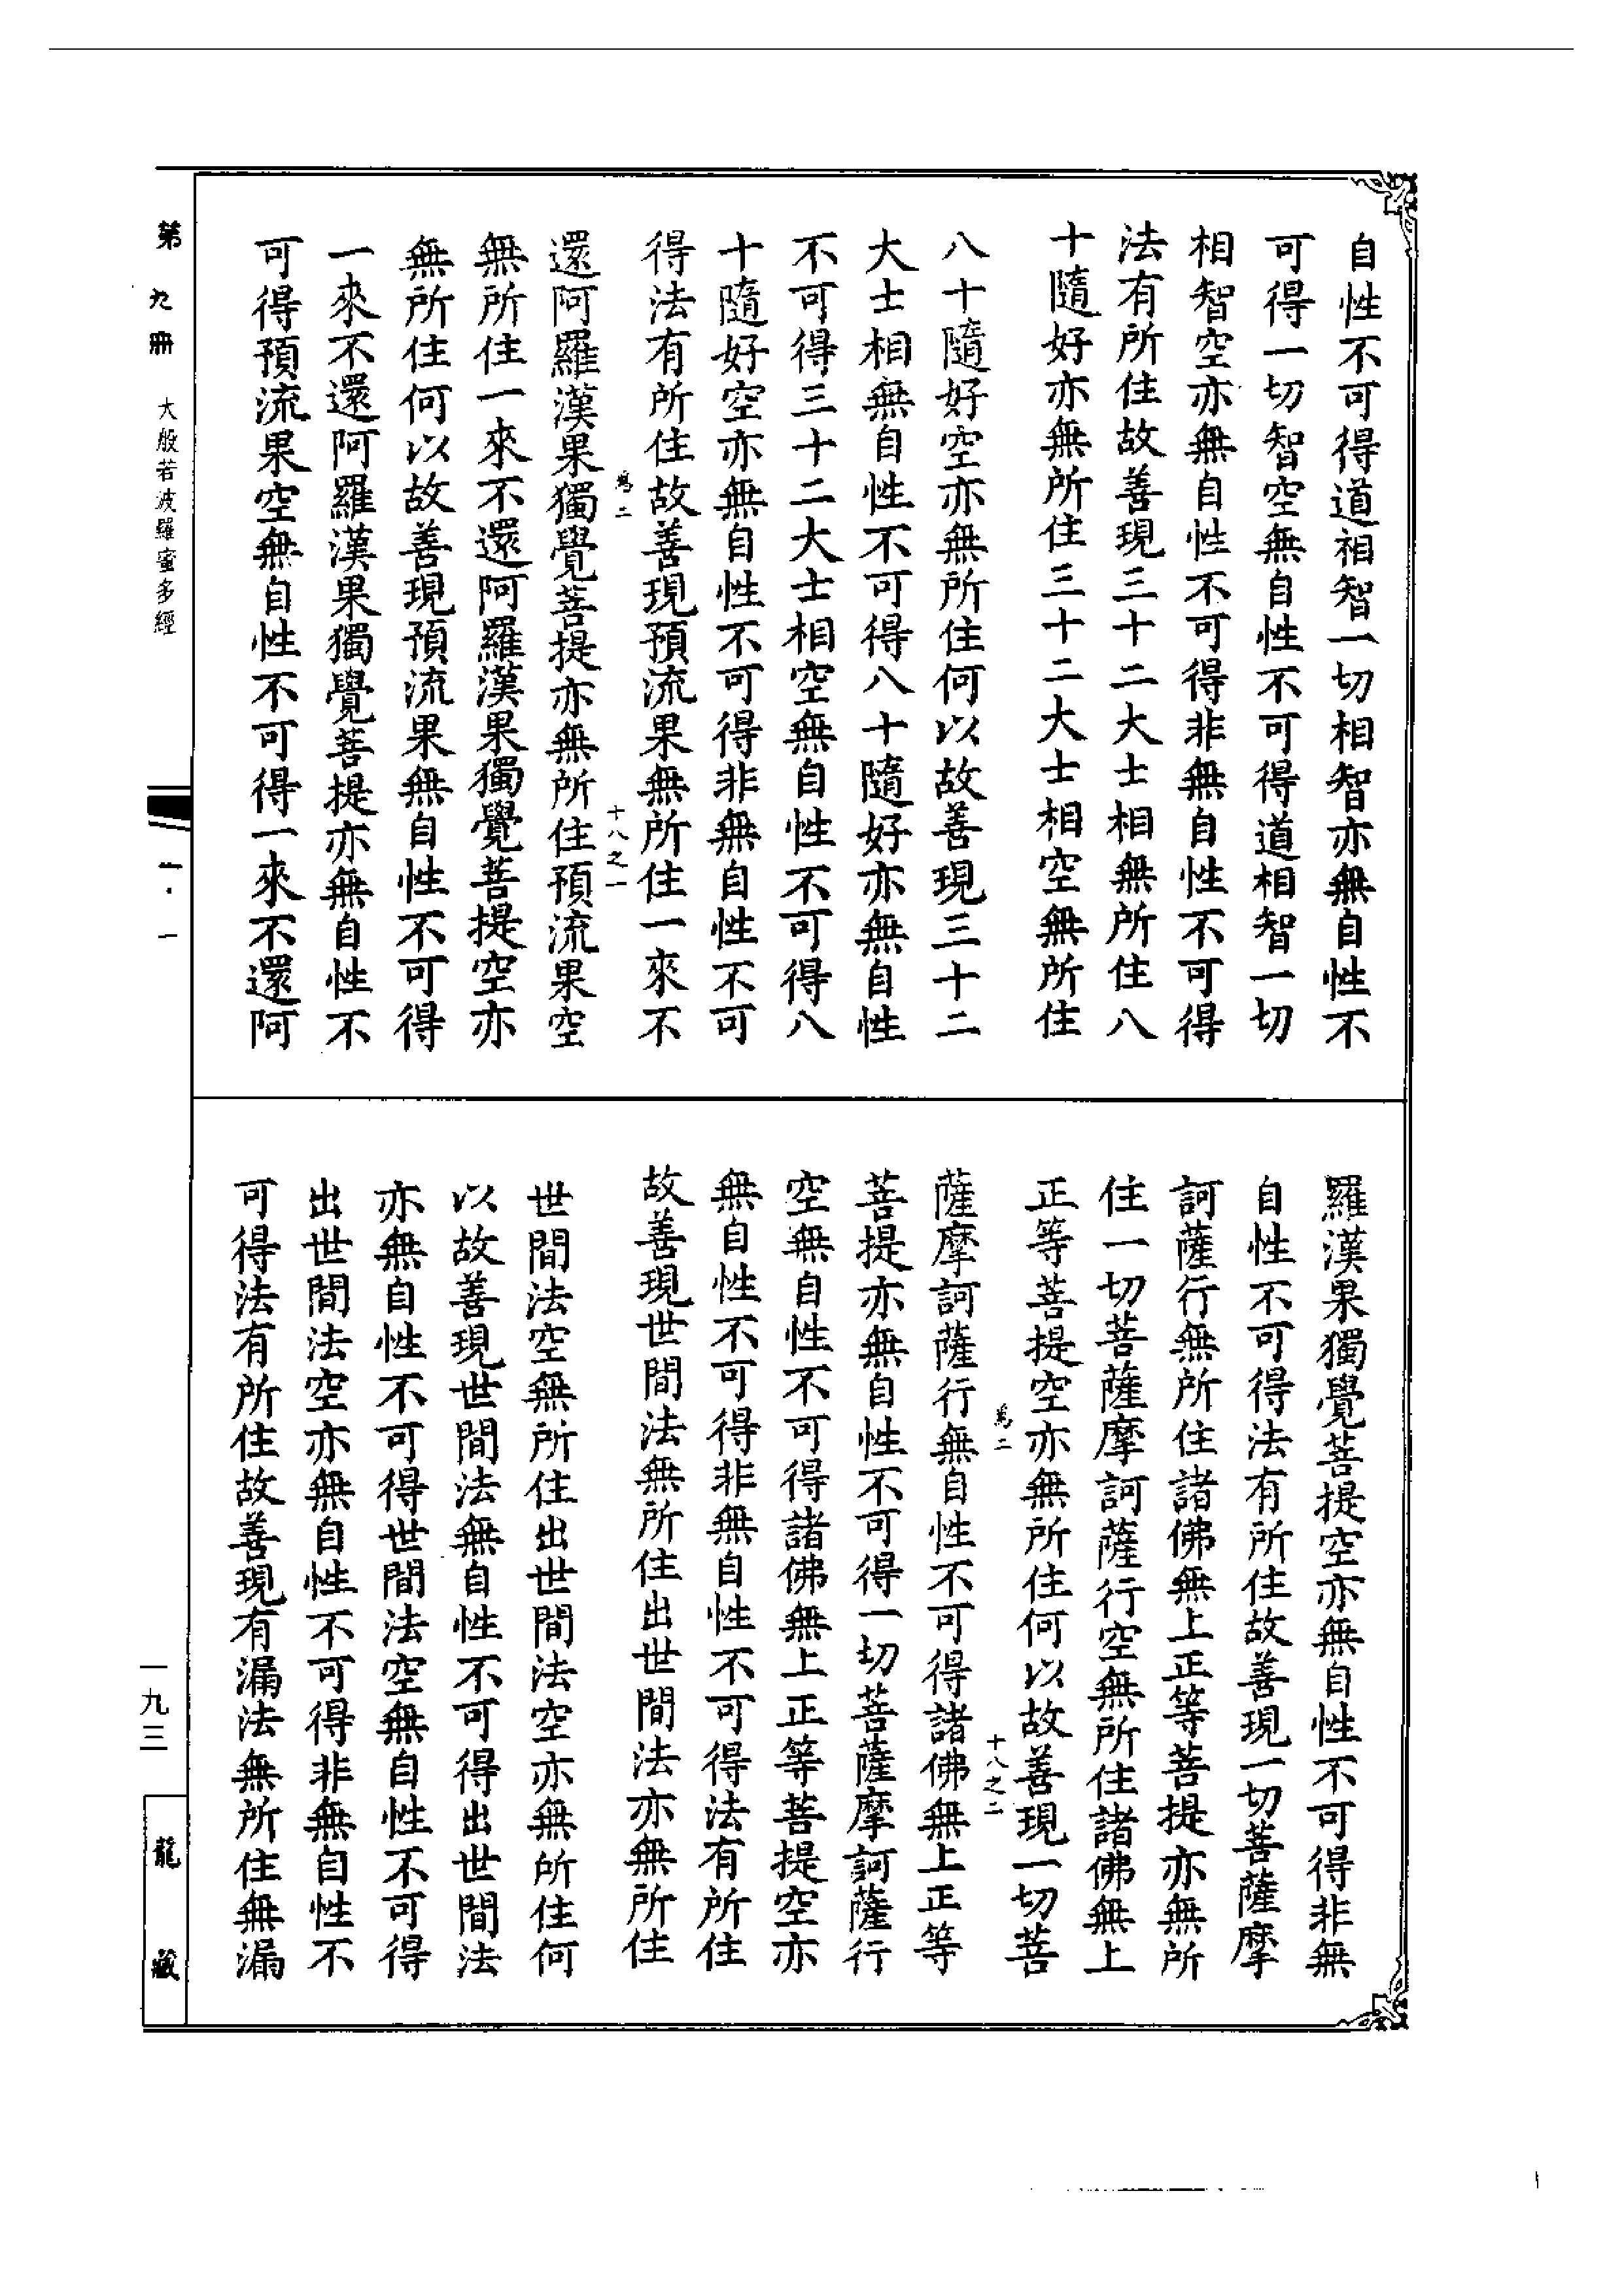 自性不可得道相智一切相智亦無自性不
可得一切智空無自性不可得道相智一切
相智空亦無自性不可得非無自性不可得
法有所住故善現三十二大士相無所住八
十隨好亦無所住三十二大士相空無所住
八十隨好空亦無所住何以故善現三十二
大士相無自性不可得八十隨好亦無自性
不可得三十二大士相空無自性不可得八
十隨好空亦無自性不可得非無自性不可
得法有所住故善現預流果無所住一來不
十八之一
還阿羅漢果獨覺菩提亦無所住預流果空
無所住一來不還阿羅漢果獨覺菩提空亦
無所住何以故善現預流果無自性不可得
一來不還阿羅漢果獨覺菩提亦無自性不
可得預流果空無自性不可得一來不還阿
羅漢果獨覺菩提空亦無自性不可得非無
自性不可得法有所住故善現一切菩薩摩
訶薩行無所住諸佛無上正等菩提亦無所
住一切菩薩摩訶薩行空無所住諸佛無上
正等菩提空亦無所住何以故善現一切菩
十八之二
薩摩訶薩行無自性不可得諸佛無上正等
菩提亦無自性不可得一切菩薩摩訶薩行
空無自性不可得諸佛無上正等菩提空亦
無自性不可得非無自性不可得法有所住
故善現世間法無所住出世間法亦無所住
世間法空無所住出世間法空亦無所住何
以故善現世間法無自性不可得出世間法
亦無自性不可得世間法空無自性不可得
出世間法空亦無自性不可得非無自性不
可得法有所住故善現有漏法無所住無漏
第九冊 大般若波羅蜜多經
一九三
龍藏